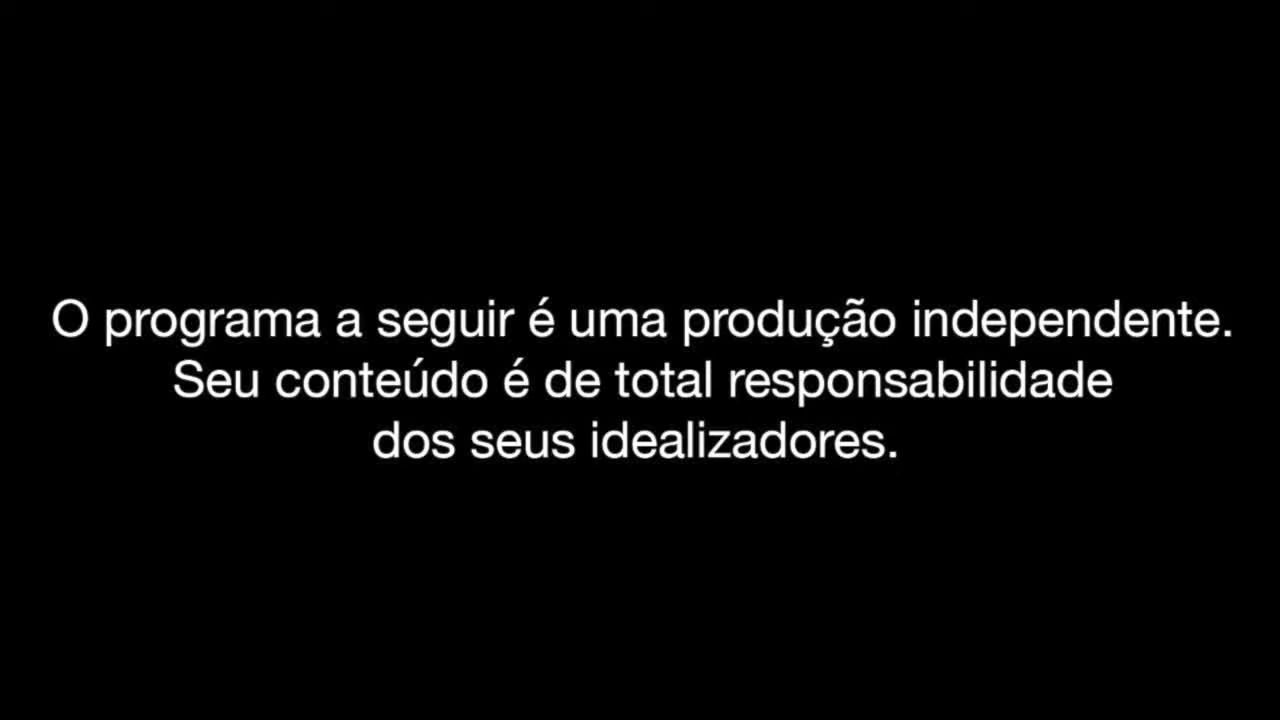 O programa a seguir é uma produção independente.
Seu conteúdo é de total responsabilidade
dos seus idealizadores.